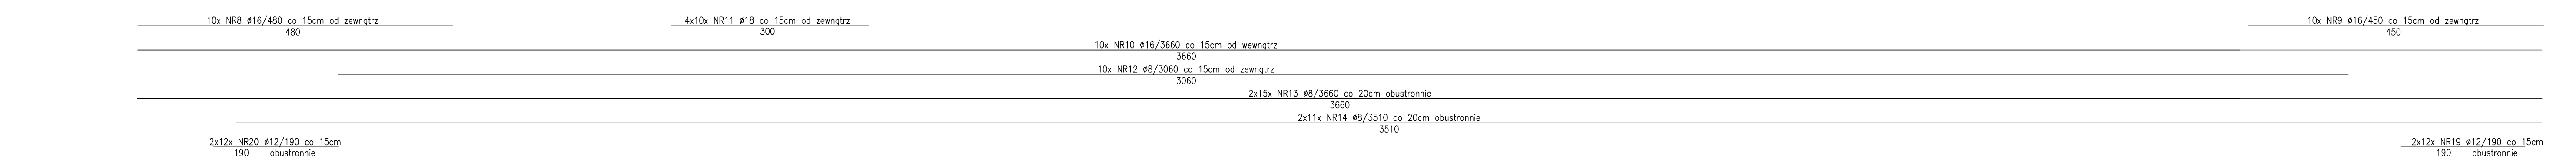 10x NR8 ø16/480 co 15cm od zewnątrz
480
4x10x NR11 ø18 co 15cm od zewnątrz
300
10x NR9 ø16/450 co 15cm od zewnątrz
450
10x NR10 ø16/3660 co 15cm od wewnątrz
3660
10x NR12 ø8/3060 co 15cm od zewnątrz
3060
2x15x NR13 ø8/3660 co 20cm obustronnie
3660
2x11x NR14 ø8/3510 co 20cm obustronnie
3510
2x12x NR20 ø12/190 co 15cm
190 obustronnie
2x12x NR19 ø12/190 co 15cm
190 obustronnie